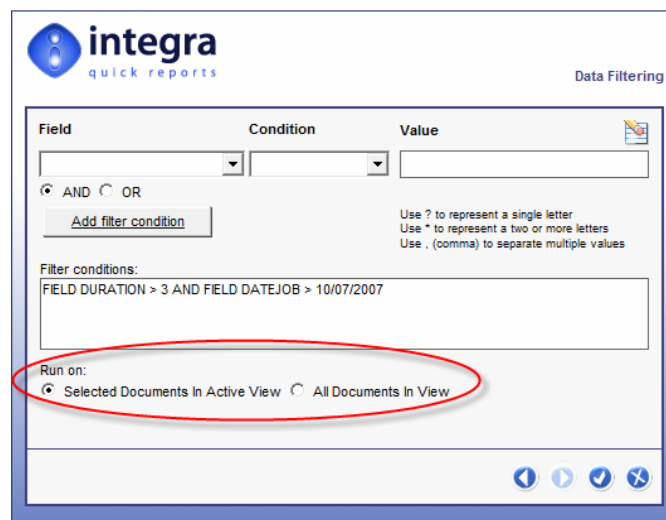 integra
quick reports
Data Filtering
Field Condition Value
AND OR
Add filter condition
Use ? to represent a single letter
Use * to represent a two or more letters
Use , (comma) to separate multiple values
Filter conditions:
FIELD DURATION > 3 AND FIELD DATEJOB > 10/07/2007
Run on:
Selected Documents In Active View All Documents In View